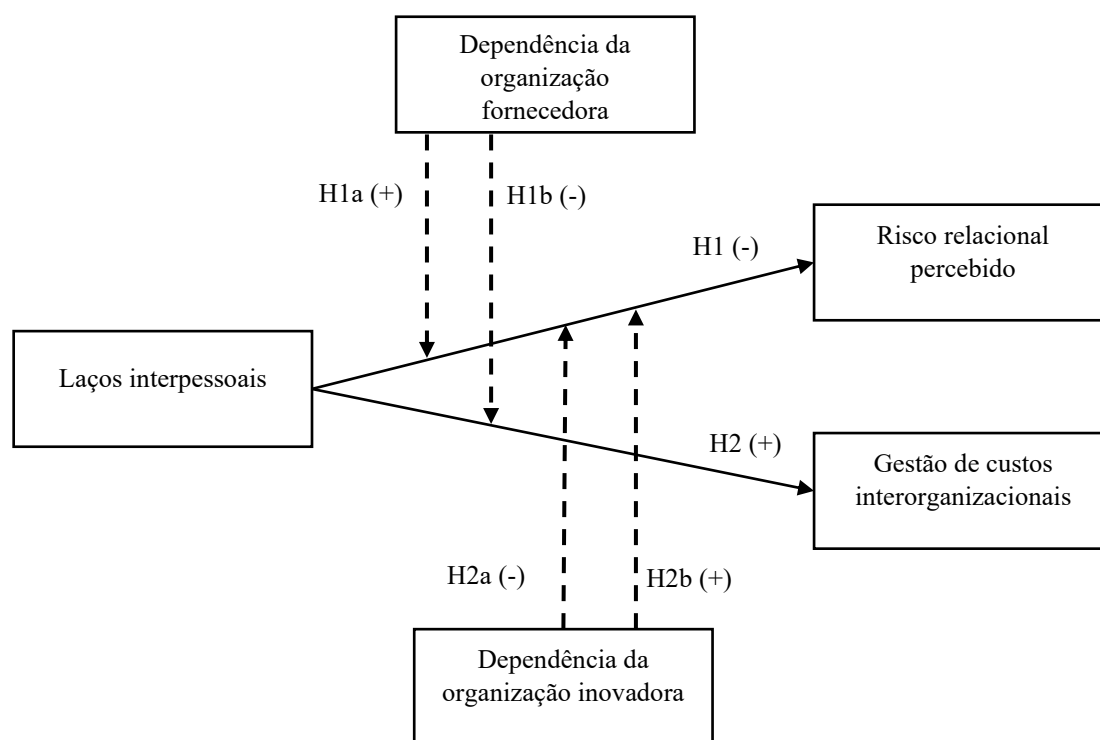 Dependência da
organização
fornecedora
H1a (+)
H1b (-)
H1 (-)
Risco relacional
percebido
Laços interpessoais
H2 (+)
Gestão de custos
interorganizacionais
H2a (-)
H2b (+)
Dependência da
organização inovadora